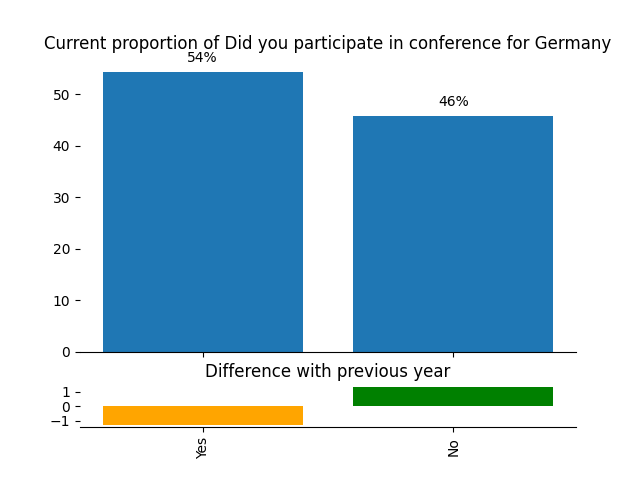 Current proportion of Did you participate in conference for Germany
54%
46%
50
40
30
20
10
0
Difference with previous year
1
0
−1
Yes
No